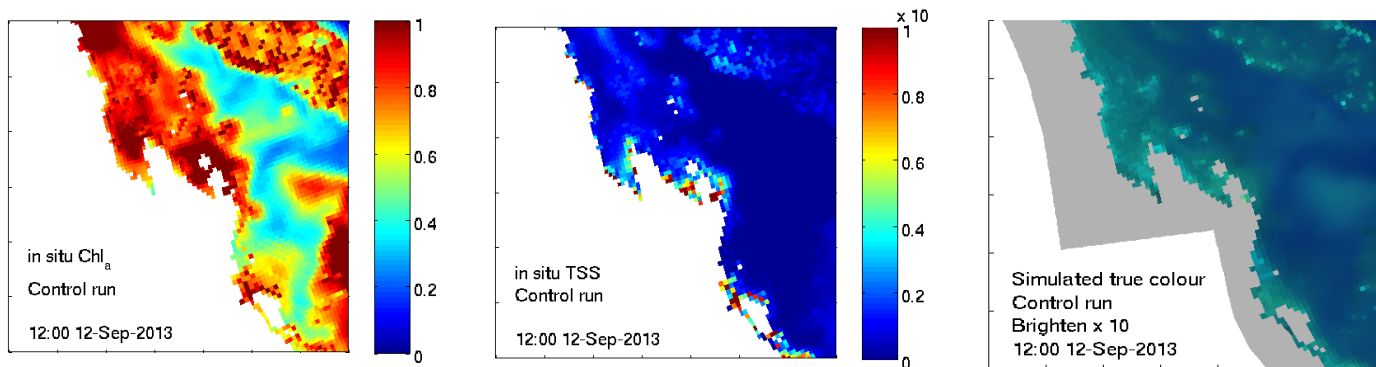 in situ Chla
Control run
12:00 12-Sep-2013
1
0.8
0.6
0.4
0.2
0
in situ TSS
Control run
12:00 12-Sep-2013
x 10
1
0.8
0.6
0.4
0.2
0
Simulated true colour
Control run
Brighten x 10
12:00 12-Sep-2013